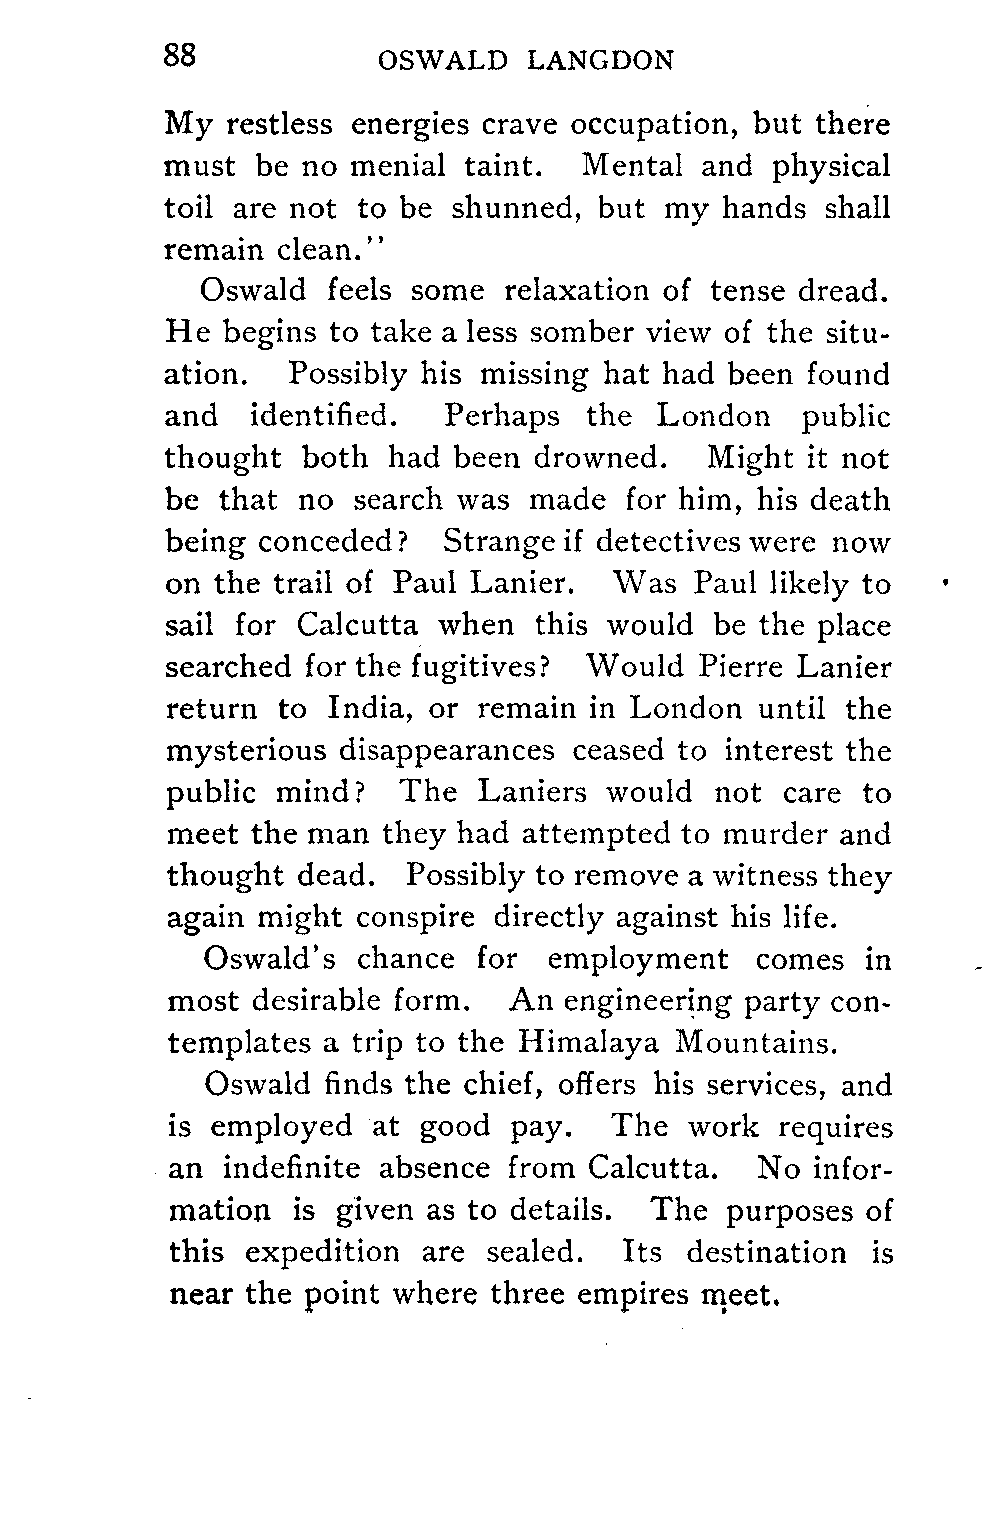 88 OSWALD LANGDON
My restless energies crave occupation, but there
must be no menial taint. Mental and physical
toil are not to be shunned, but my hands shall
remain clean.''
Oswald feels some relaxation of tense dread.
He begins to take a less somber view of the situ-
ation. Possibly his missing hat had been found
and identified. Perhaps the London public
thought both had been drowned. Might it not
be that no search was made for him, his death
being conceded? Strange if detectives were now
on the trail of Paul Lanier. Was Paul likely to
sail for Calcutta when this would be the place
searched for the fugitives? Would Pierre Lanier
return to India, or remain in London until the
mysterious disappearances ceased to interest the
public mind? The Laniers would not care to
meet the man they had attempted to murder and
thought dead. Possibly to remove a witness they
again might conspire directly against his life.
Oswald's chance for employment comes in
most desirable form. An engineering party con-
templates a trip to the Himalaya Mountains.
Oswald finds the chief, offers his services, and
is employed at good pay. The work requires
an indefinite absence from Calcutta. No infor-
mation is given as to details. The purposes of
this expedition are sealed. Its destination is
near the point where three empires meet.